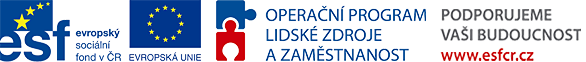 esf
evropský
sociální
fond v ČR
EVROPSKÁ UNIE
OPERAČNÍ PROGRAM
LIDSKÉ ZDROJE
A ZAMĚSTNANOST
PODPORUJEME
VAŠI BUDOUCNOST
www.esfcr.cz